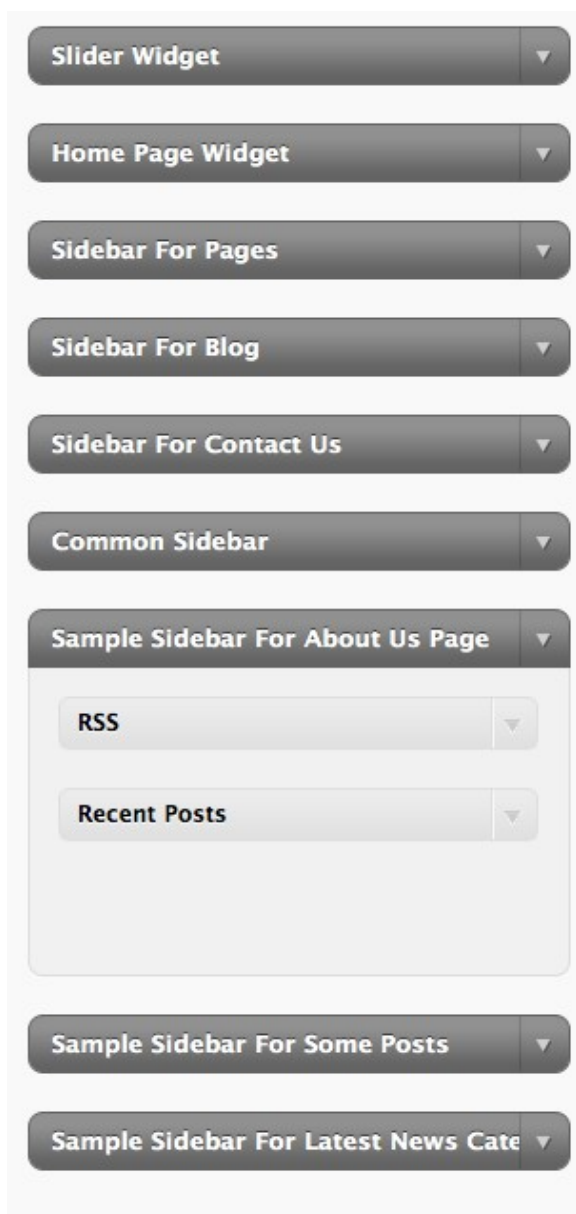 Slider Widget
Home Page Widget
Sidebar For Pages
Sidebar For Blog
Sidebar For Contact Us
Common Sidebar
Sample Sidebar For About Us Page
RSS
Recent Posts
Sample Sidebar For Some Posts
Sample Sidebar For Latest News Cate